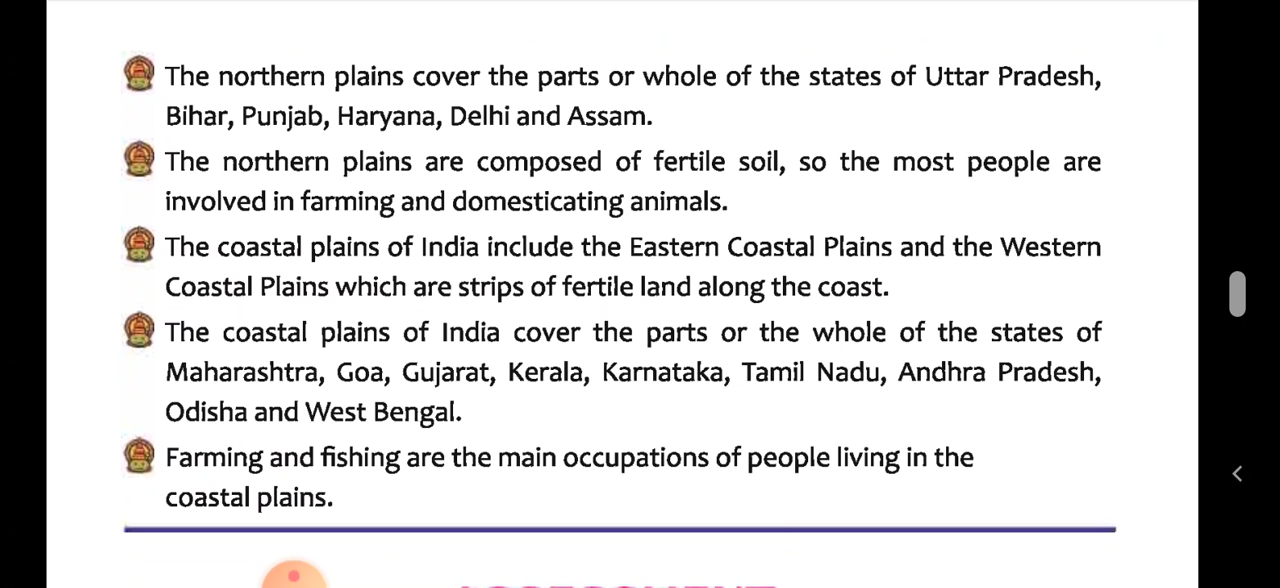 The northern plains cover the parts or whole of the states of Uttar Pradesh,
Bihar, Punjab, Haryana, Delhi and Assam.
The northern plains are composed of fertile soil, so the most people are
involved in farming and domesticating animals.
The coastal plains of India include the Eastern Coastal Plains and the Western
Coastal Plains which are strips of fertile land along the coast.
The coastal plains of India cover the parts or the whole of the states of
Maharashtra, Goa, Gujarat, Kerala, Karnataka, Tamil Nadu, Andhra Pradesh,
Odisha and West Bengal.
Farming and fishing are the main occupations of people living in the
coastal plains.
ASSESSMENT